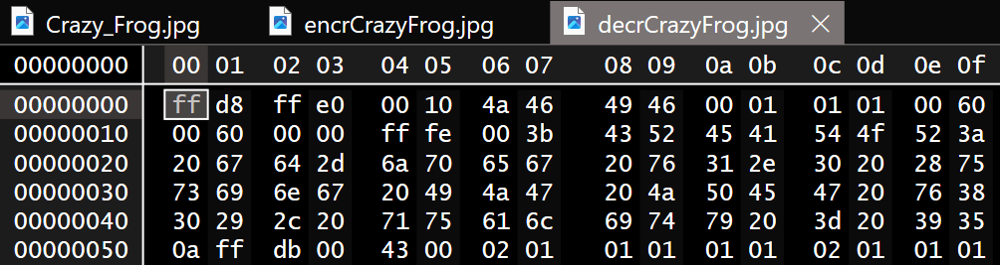 Crazy_Frog.jpg encrCrazyFrog.jpg decrCrazyFrog.jpg
00000000 00 01 02 03 04 05 06 07 08 09 0a 0b 0c 0d 0e 0f
00000000 ff d8 ff e0 00 10 4a 46 49 46 00 01 01 01 00 60
00000010 00 60 00 00 ff fe 00 3b 43 52 45 41 54 4f 52 3a
00000020 20 67 64 2d 6a 70 65 67 20 76 31 2e 30 20 28 75
00000030 73 69 6e 67 20 49 4a 47 20 4a 50 45 47 20 76 38
00000040 30 29 2c 20 71 75 61 6c 69 74 79 20 3d 20 39 35
00000050 0a ff db 00 43 00 02 01 01 01 01 01 02 01 01 01